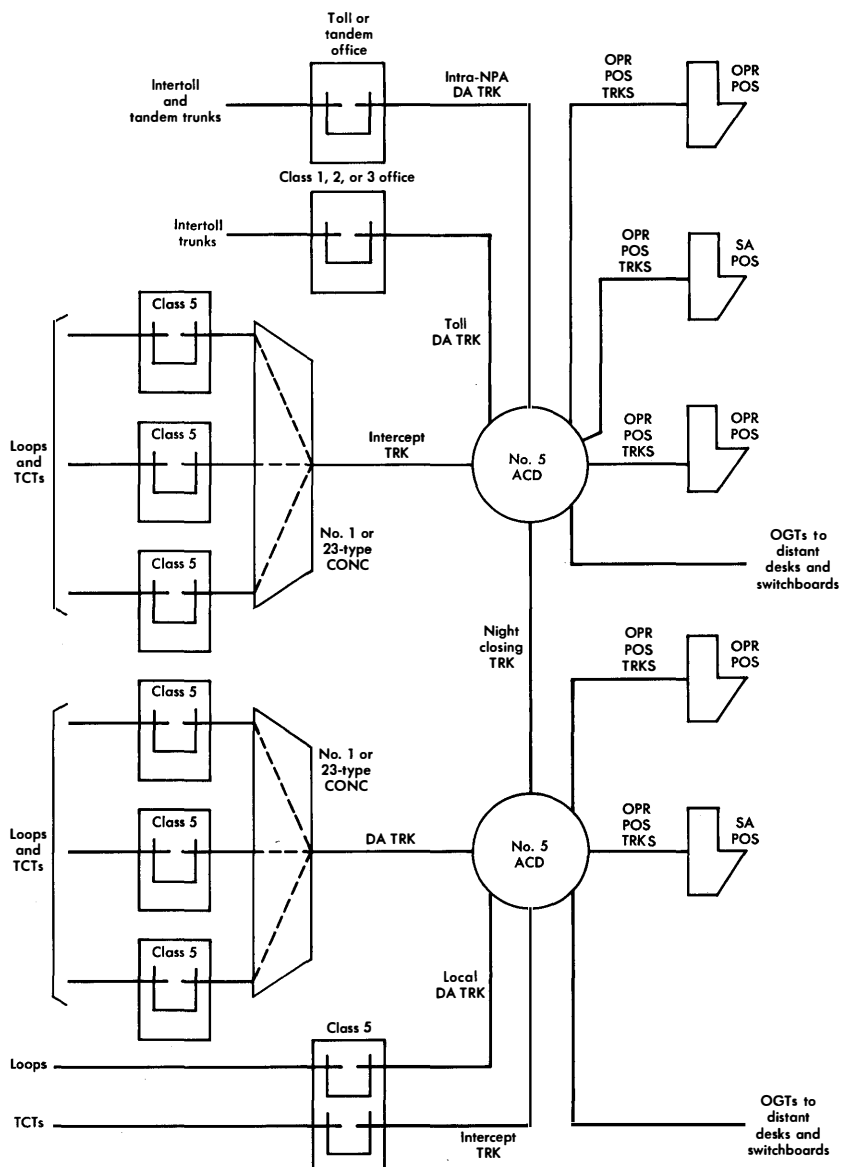 Toll or
tandem
office
Intertoll
and
tandem trunks
Intra-NPA
DA TRK
OPR
POS
TRKS
OPR
POS
Class 1, 2, or 3 office
Intertoll
trunks
OPR
POS
TRKS
SA
POS
Class 5
Toll
DA TRK
Loops
and
TCTs
Class 5
Intercept
TRK
No. 5
ACD
OPR
POS
TRKS
OPR
POS
Class 5
No. 1 or
23-type
CONC
OGTs to
distant
desks and
switchboards
Night
closing
TRK
OPR
POS
TRKS
OPR
POS
Class 5
No. 1 or
23-type
CONC
Loops
and
TCTs
Class 5
DA TRK
No. 5
ACD
OPR
POS
TRKS
SA
POS
Class 5
Local
DA TRK
Class 5
Loops
TCTs
Intercept
TRK
OGTs to
distant
desks and
switchboards